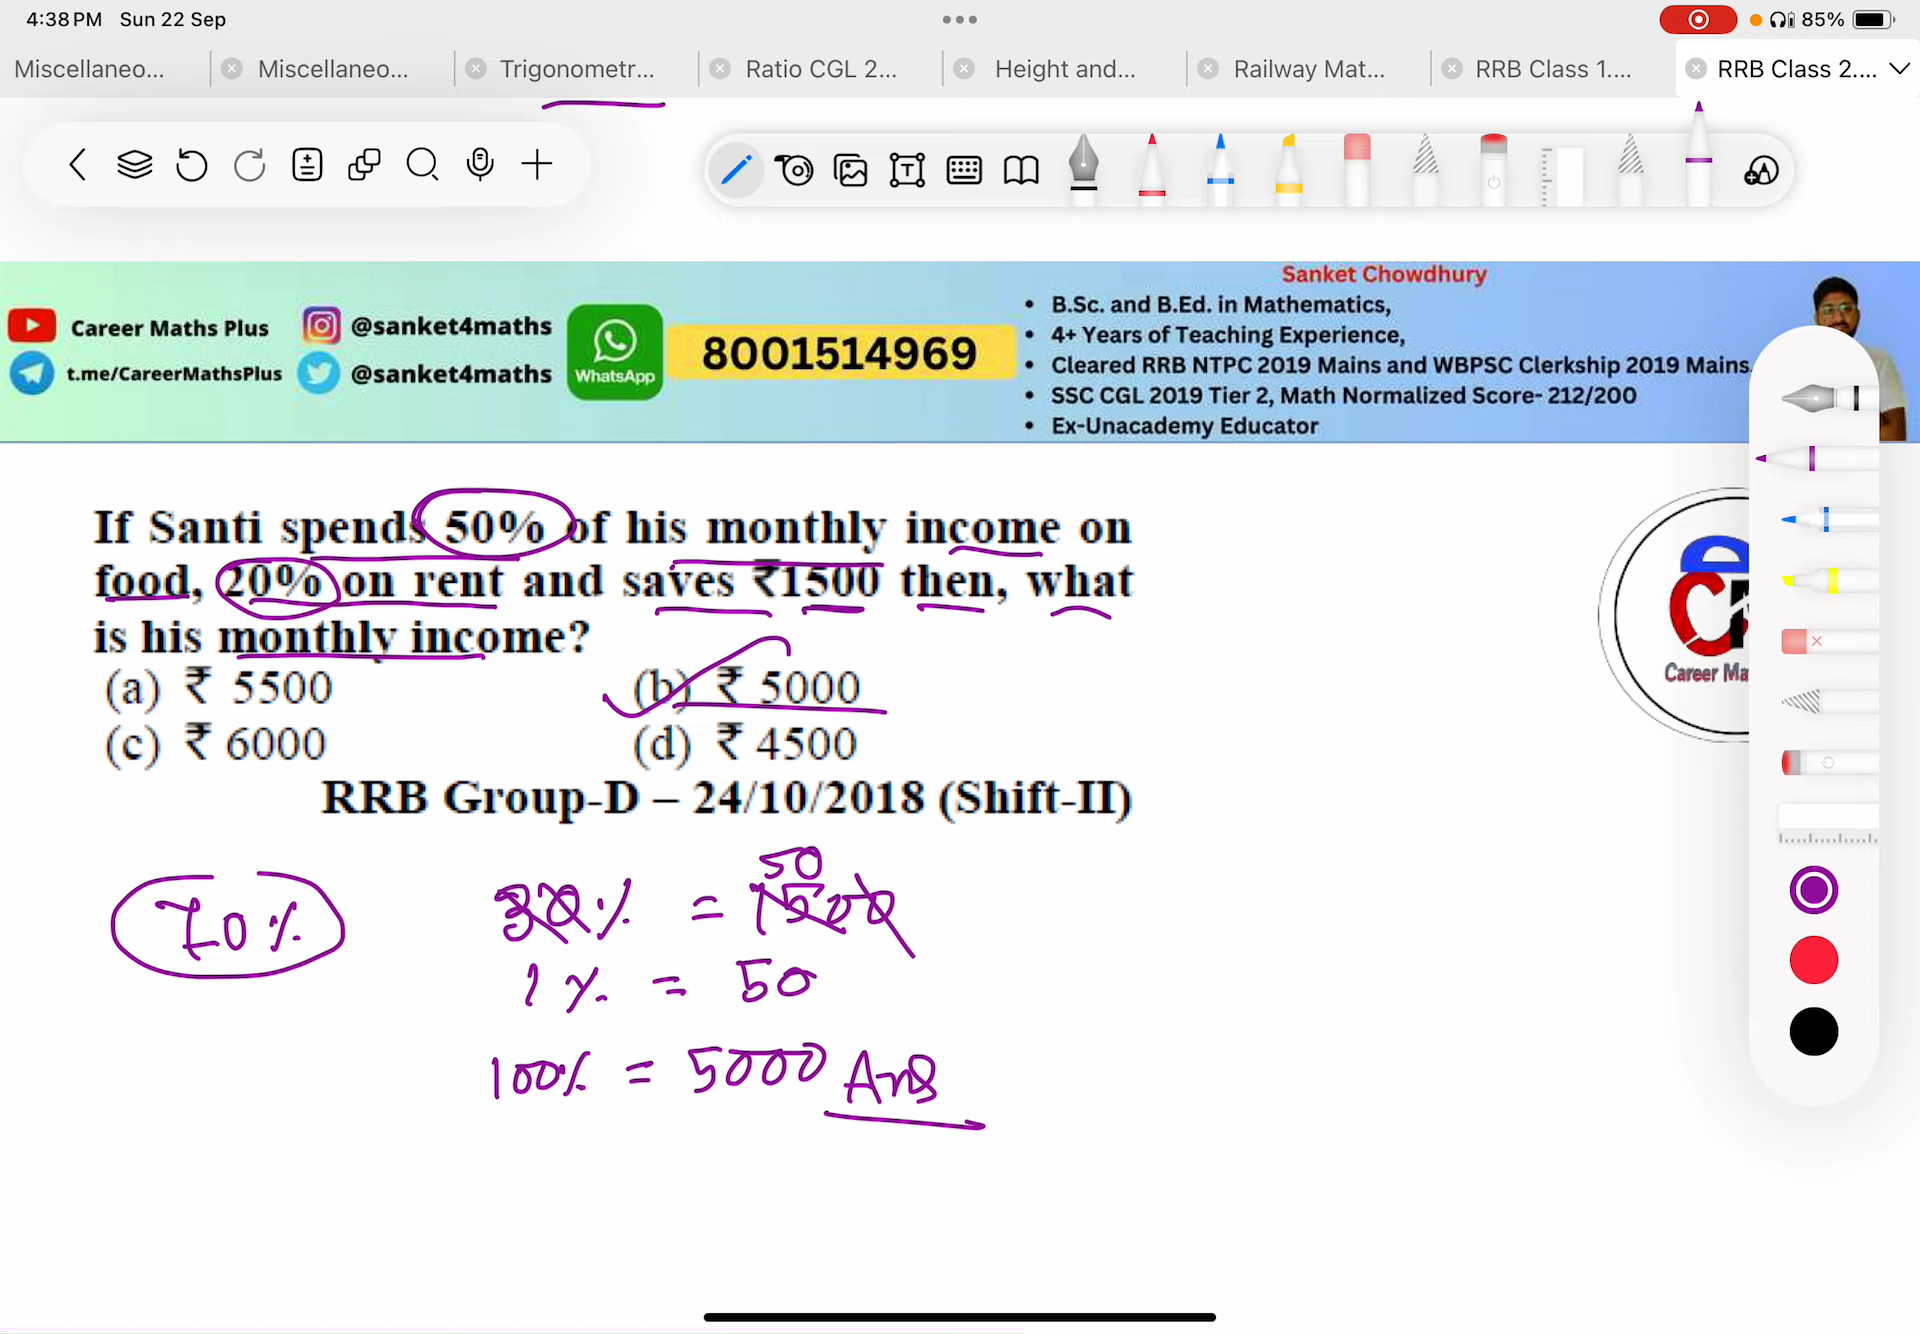 4:38 PM Sun 22 Sep
85%
Miscellaneo...
Miscellaneo...
Trigonometr...
Ratio CGL 2...
Height and...
Railway Mat...
RRB Class 1....
RRB Class 2....
Sanket Chowdhury
Career Maths Plus
@sanket4maths
t.me/CareerMathsPlus
@sanket4maths
WhatsApp
8001514969
• B.Sc. and B.Ed. in Mathematics,
• 4+ Years of Teaching Experience,
• Cleared RRB NTPC 2019 Mains and WBPSC Clerkship 2019 Mains
• SSC CGL 2019 Tier 2, Math Normalized Score- 212/200
• Ex-Unacademy Educator
If Santi spends 50% of his monthly income on
food, 20% on rent and saves ₹1500 then, what
is his monthly income?
(a) ₹ 5500 (b) ₹ 5000
(c) ₹ 6000 (d) ₹ 4500
RRB Group-D – 24/10/2018 (Shift-II)
Career Ma
70%
50
30% = 1500
1% = 50
100% = 5000 Ans